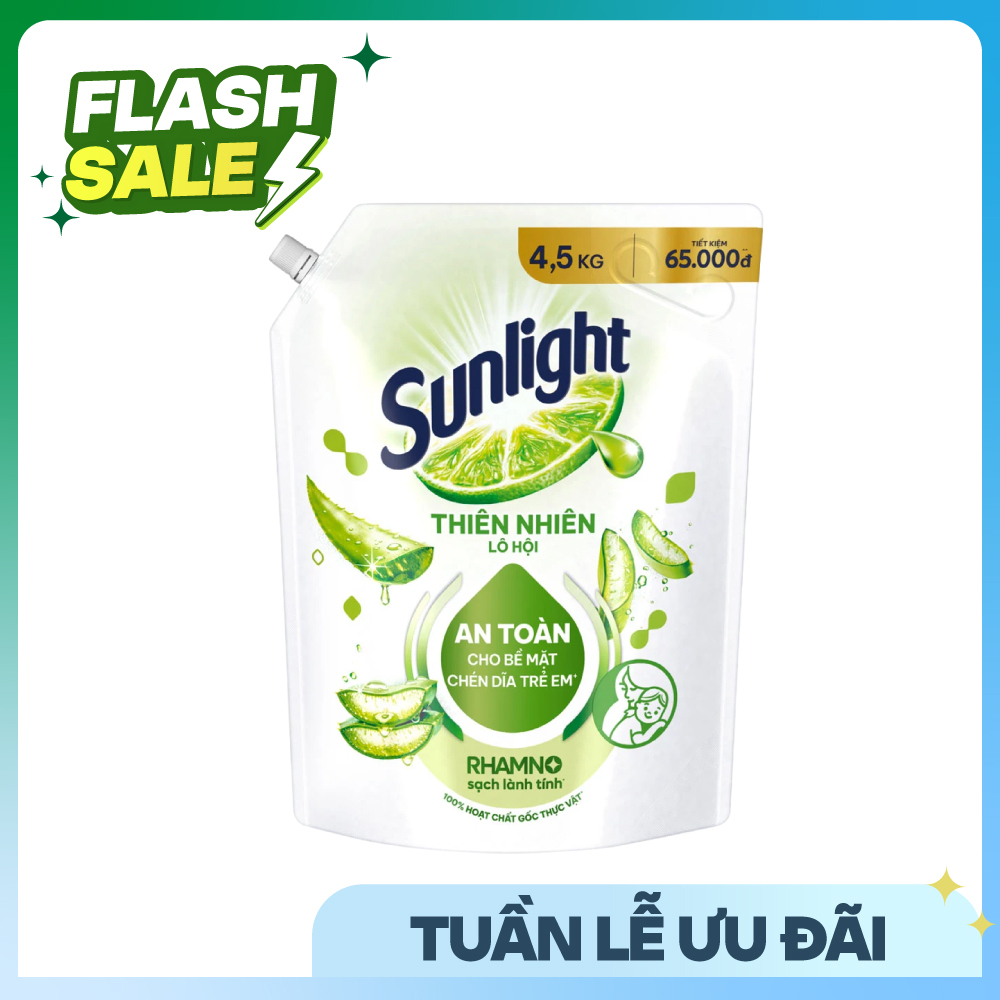 FLASH
SALE
4,5 KG
TIẾT KIỆM
65.000đ
Sunlight
THIÊN NHIÊN
LÔ HỘI
AN TOÀN
CHO BỀ MẶT
CHÉN DĨA TRẺ EM*
RHAMNO
sạch lành tính*
100% HOẠT CHẤT GỐC THỰC VẬT*
TUẦN LỄ ƯU ĐÃI